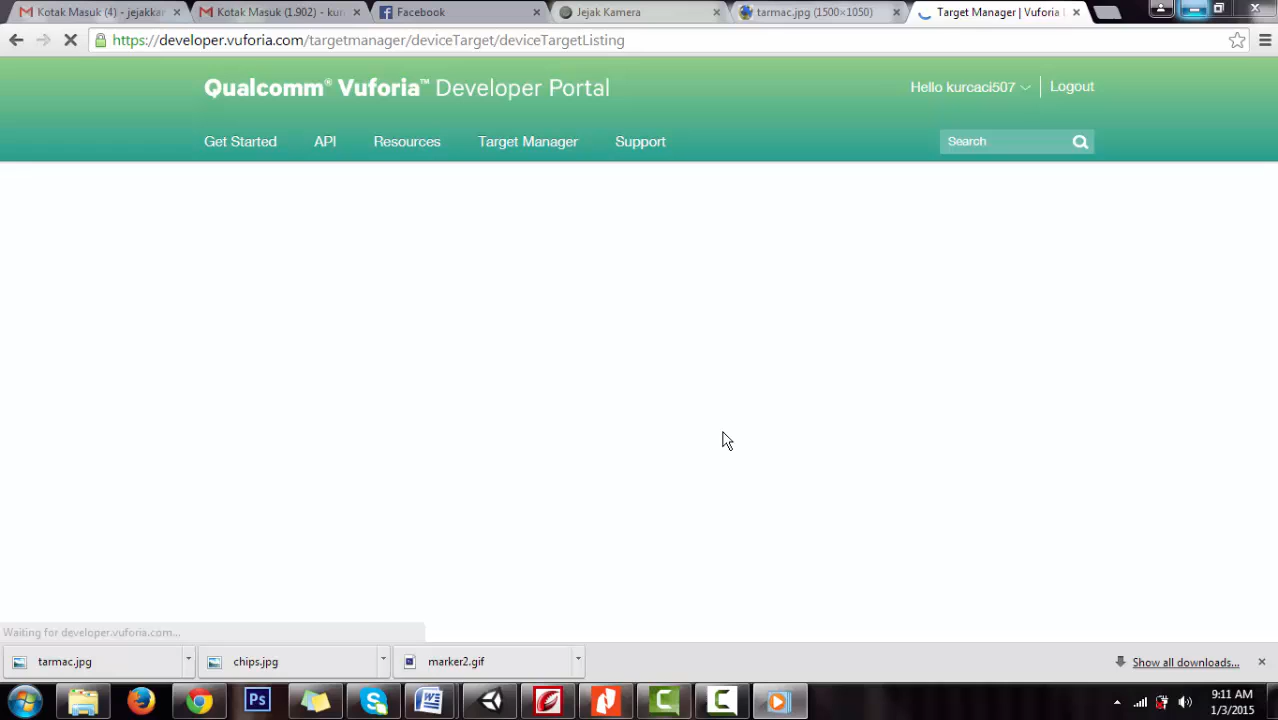 Kotak Masuk (4) - jejakkar
Kotak Masuk (1.902) - kur
Facebook
Jejak Kamera
tarmac.jpg (1500×1050)
Target Manager | Vuforia
https://developer.vuforia.com/targetmanager/deviceTarget/deviceTargetListing
Qualcomm® Vuforia™ Developer Portal
Hello kurcaci507
Logout
Get Started
API
Resources
Target Manager
Support
Search
Waiting for developer.vuforia.com...
tarmac.jpg
chips.jpg
marker2.gif
Show all downloads...
Ps
9:11 AM
1/3/2015